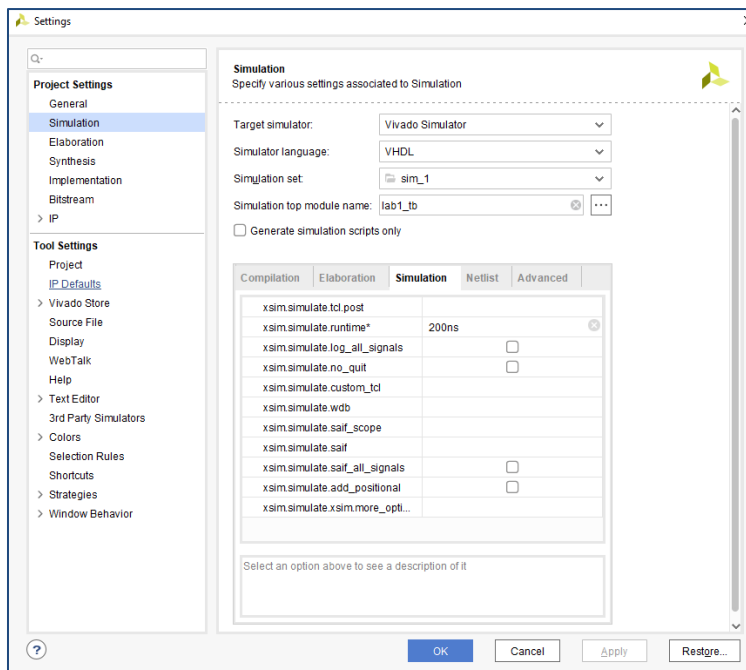 Settings
Q-
Project Settings
General
Simulation
Elaboration
Synthesis
Implementation
Bitstream
> IP
Tool Settings
Project
IP Defaults
> Vivado Store
Source File
Display
WebTalk
Help
> Text Editor
3rd Party Simulators
> Colors
Selection Rules
Shortcuts
> Strategies
> Window Behavior
Simulation
Specify various settings associated to Simulation
Target simulator: Vivado Simulator
Simulator language: VHDL
Simulation set: sim_1
Simulation top module name: lab1_tb ...
Generate simulation scripts only
Compilation Elaboration Simulation Netlist Advanced
xsim.simulate.tcl.post
xsim.simulate.runtime* 200ns
xsim.simulate.log_all_signals
xsim.simulate.no_quit
xsim.simulate.custom_tcl
xsim.simulate.wdb
xsim.simulate.saif_scope
xsim.simulate.saif
xsim.simulate.saif_all_signals
xsim.simulate.add_positional
xsim.simulate.xsim.more_opti...
Select an option above to see a description of it
? OK Cancel Apply Restore...